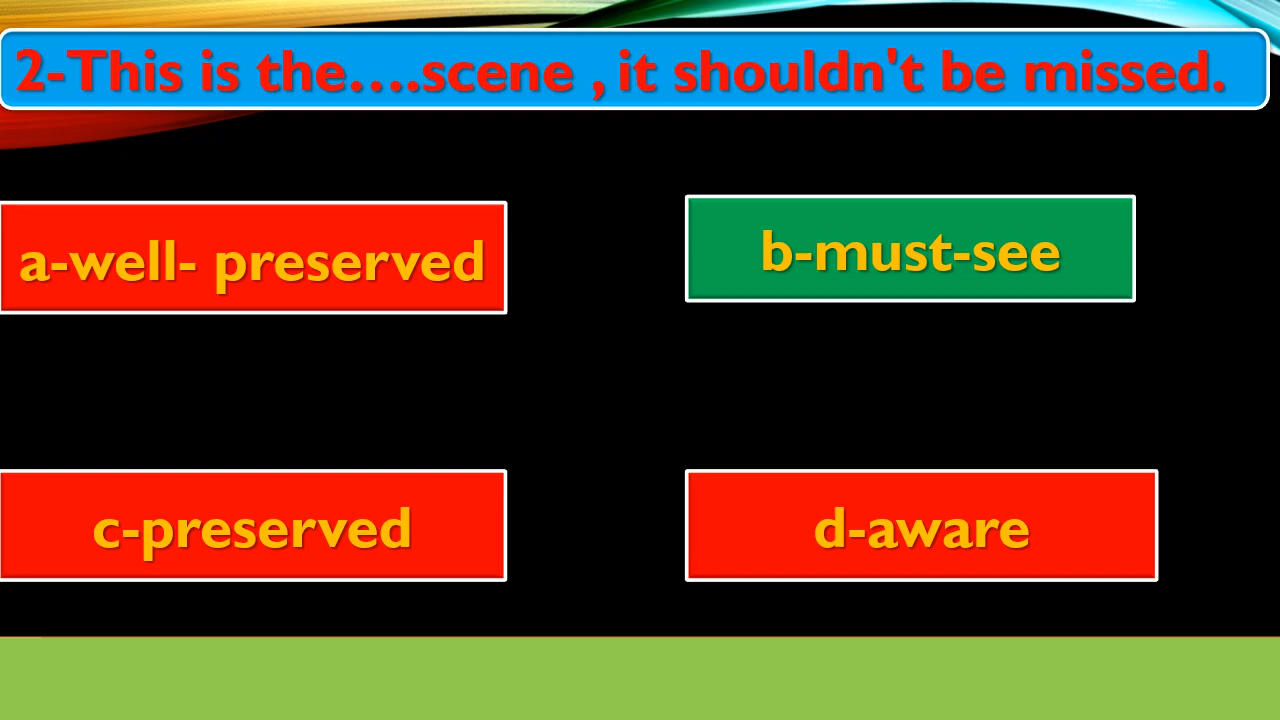 2-This is the....scene , it shouldn't be missed.
a-well- preserved
b-must-see
c-preserved
d-aware